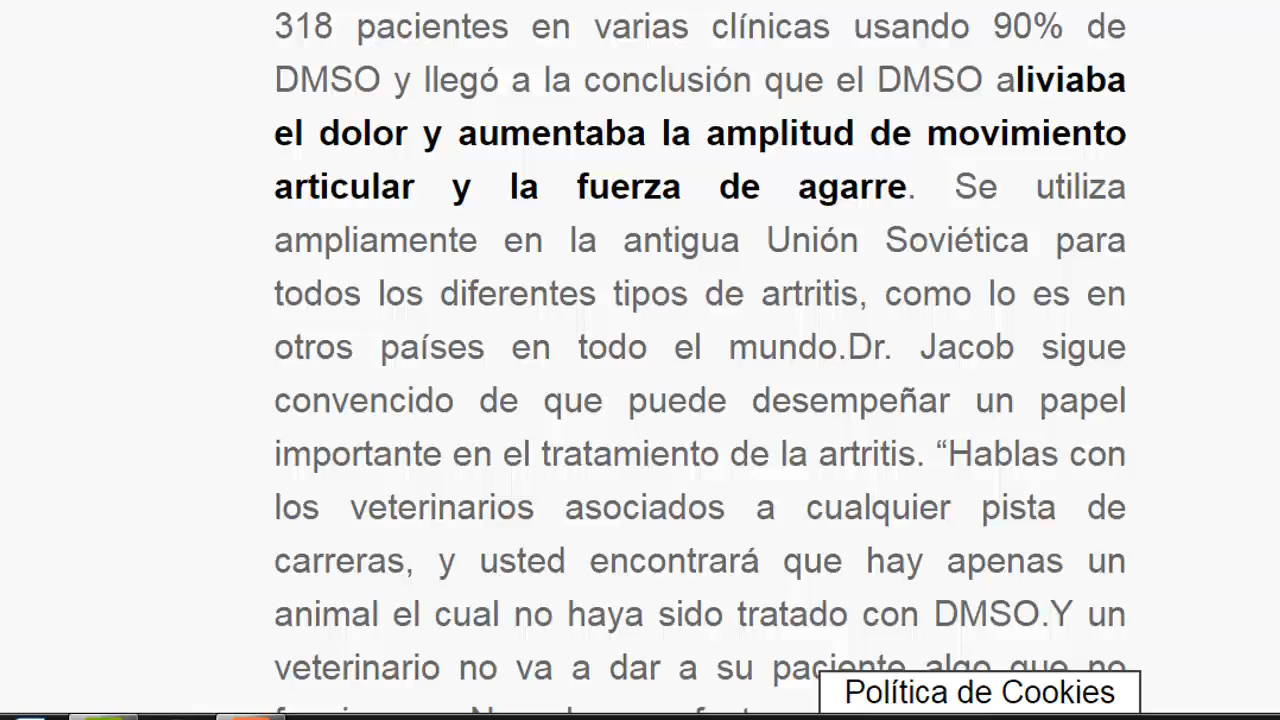 318 pacientes en varias clínicas usando 90% de
DMSO y llegó a la conclusión que el DMSO aliviaba
el dolor y aumentaba la amplitud de movimiento
articular y la fuerza de agarre. Se utiliza
ampliamente en la antigua Unión Soviética para
todos los diferentes tipos de artritis, como lo es en
otros países en todo el mundo.Dr. Jacob sigue
convencido de que puede desempeñar un papel
importante en el tratamiento de la artritis. “Hablas con
los veterinarios asociados a cualquier pista de
carreras, y usted encontrará que hay apenas un
animal el cual no haya sido tratado con DMSO.Y un
veterinario no va a dar a su paciente algo que no
Política de Cookies